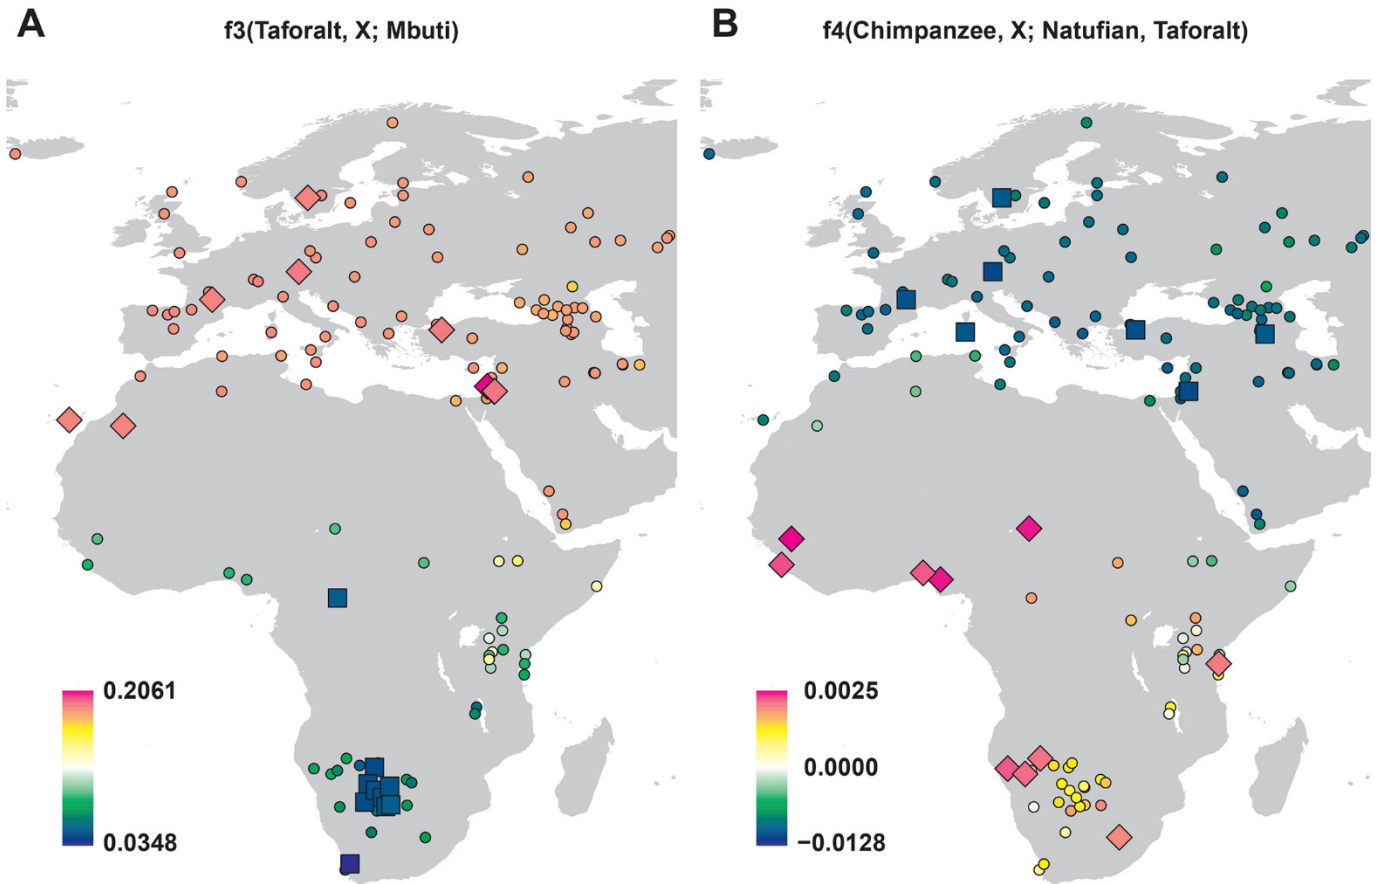 A
f3(Taforalt, X; Mbuti)
B
f4(Chimpanzee, X; Natufian, Taforalt)
0.2061
0.0348
0.0025
0.0000
−0.0128